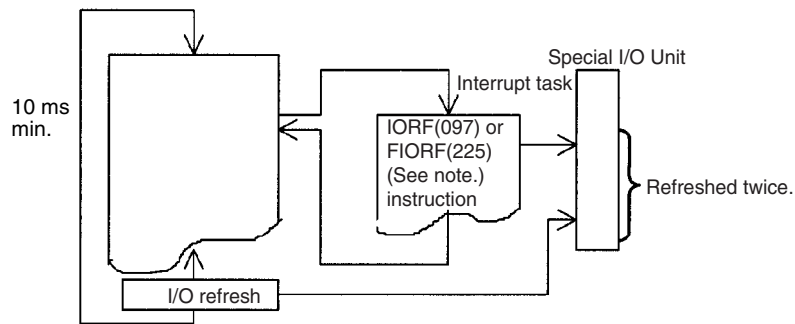 Special I/O Unit
Interrupt task
10 ms
min.
IORF(097) or
FIORF(225)
(See note.)
instruction
Refreshed twice.
I/O refresh